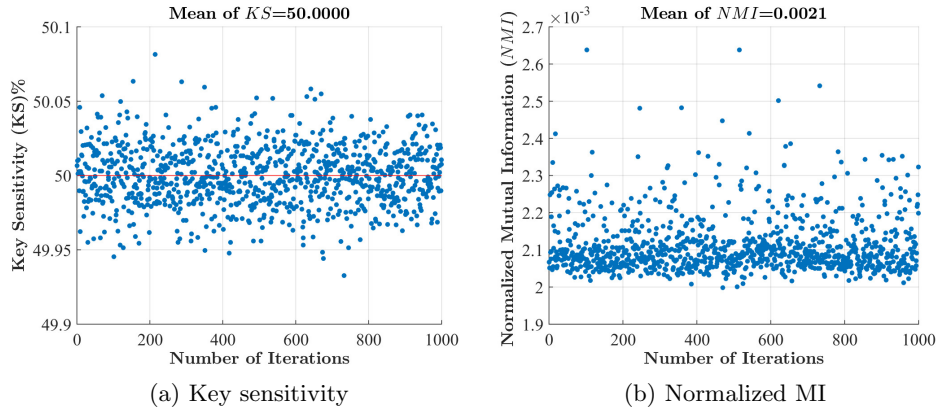 Mean of KS=50.0000
50.1
50.05
50
49.95
49.9
Key Sensitivity (KS)%
0 200 400 600 800 1000
Number of Iterations
(a) Key sensitivity
×10⁻³ Mean of NMI=0.0021
2.7
2.6
2.5
2.4
2.3
2.2
2.1
2
1.9
Normalized Mutual Information (NMI)
0 200 400 600 800 1000
Number of Iterations
(b) Normalized MI